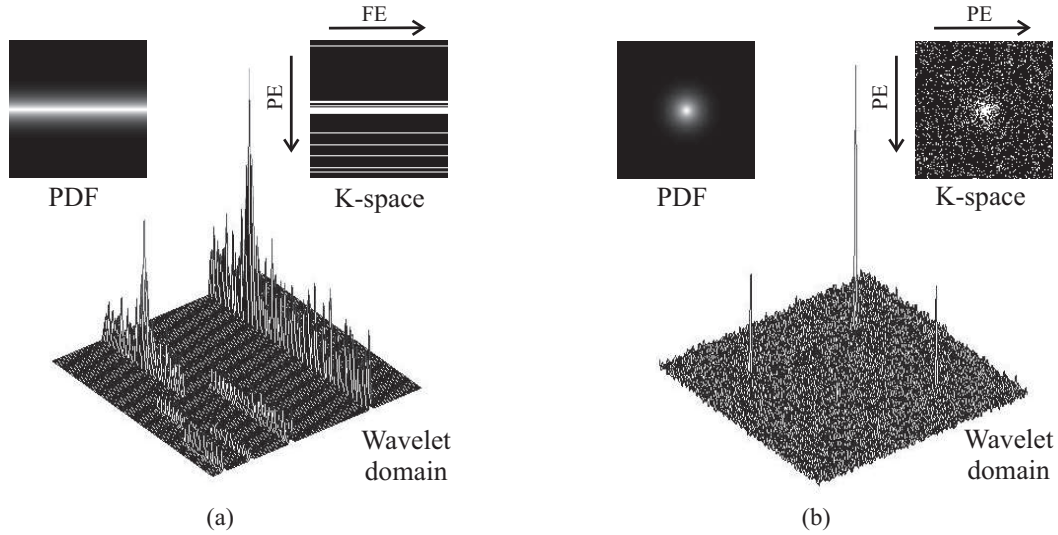 FE
PE
PDF
K-space
Wavelet
domain
(a)
PE
PE
PDF
K-space
Wavelet
domain
(b)